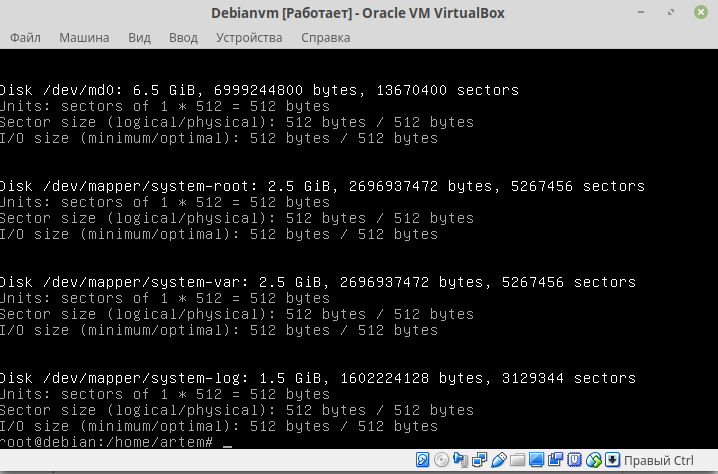 Debianvm [Работает] - Oracle VM VirtualBox
Файл Машина Вид Ввод Устройства Справка
Disk /dev/md0: 6.5 GiB, 6999244800 bytes, 13670400 sectors
Units: sectors of 1 * 512 = 512 bytes
Sector size (logical/physical): 512 bytes / 512 bytes
I/O size (minimum/optimal): 512 bytes / 512 bytes
Disk /dev/mapper/system-root: 2.5 GiB, 2696937472 bytes, 5267456 sectors
Units: sectors of 1 * 512 = 512 bytes
Sector size (logical/physical): 512 bytes / 512 bytes
I/O size (minimum/optimal): 512 bytes / 512 bytes
Disk /dev/mapper/system-var: 2.5 GiB, 2696937472 bytes, 5267456 sectors
Units: sectors of 1 * 512 = 512 bytes
Sector size (logical/physical): 512 bytes / 512 bytes
I/O size (minimum/optimal): 512 bytes / 512 bytes
Disk /dev/mapper/system-log: 1.5 GiB, 1602224128 bytes, 3129344 sectors
Units: sectors of 1 * 512 = 512 bytes
Sector size (logical/physical): 512 bytes / 512 bytes
I/O size (minimum/optimal): 512 bytes / 512 bytes
root@debian:/home/artem# _
Правый Ctrl